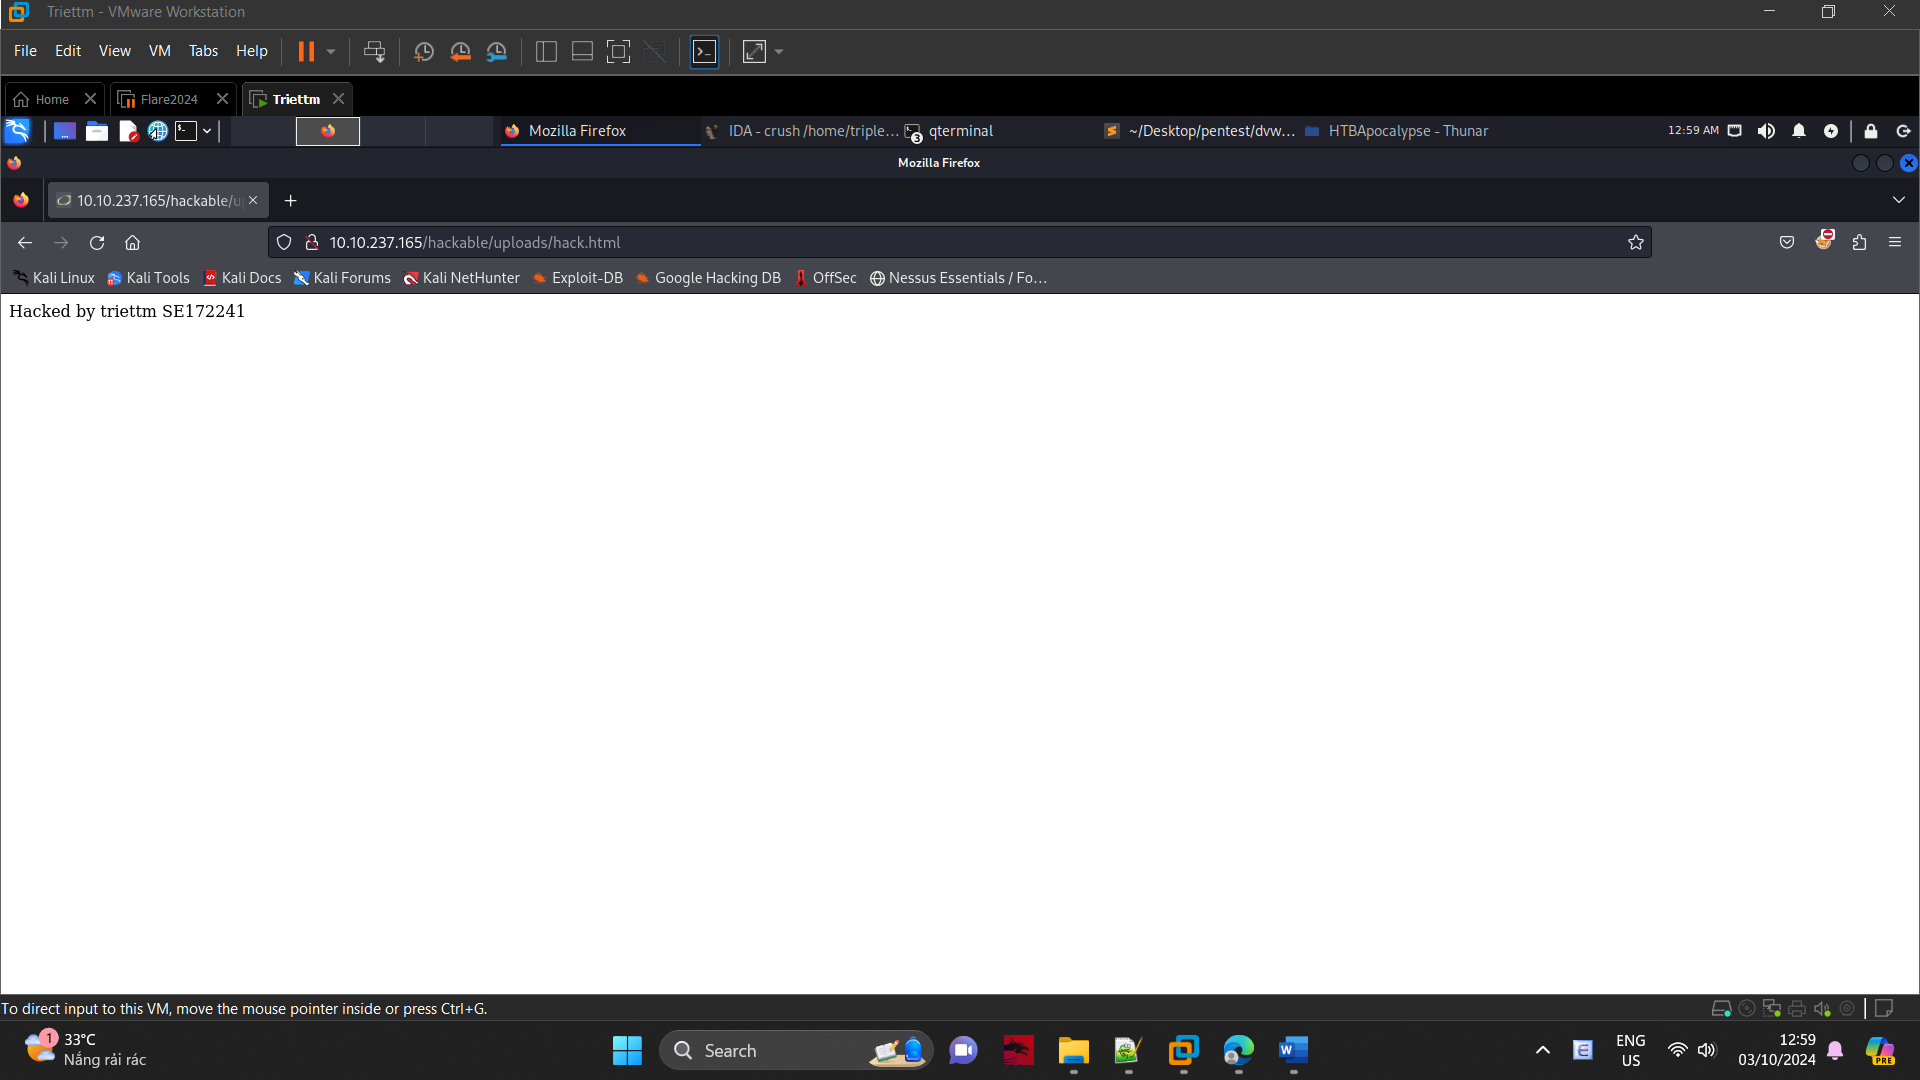 Triettm - VMware Workstation
File Edit View VM Tabs Help
Home Flare2024 Triettm
Mozilla Firefox IDA - crush /home/triple... 3 qterminal ~/Desktop/pentest/dvw... HTBApocalypse - Thunar 12:59 AM
Mozilla Firefox
10.10.237.165/hackable/u
10.10.237.165/hackable/uploads/hack.html
Kali Linux Kali Tools Kali Docs Kali Forums Kali NetHunter Exploit-DB Google Hacking DB OffSec Nessus Essentials / Fo...
Hacked by triettm SE172241
To direct input to this VM, move the mouse pointer inside or press Ctrl+G.
1 33°C
Nắng rải rác
Search
ENG
US
12:59
03/10/2024
PRE